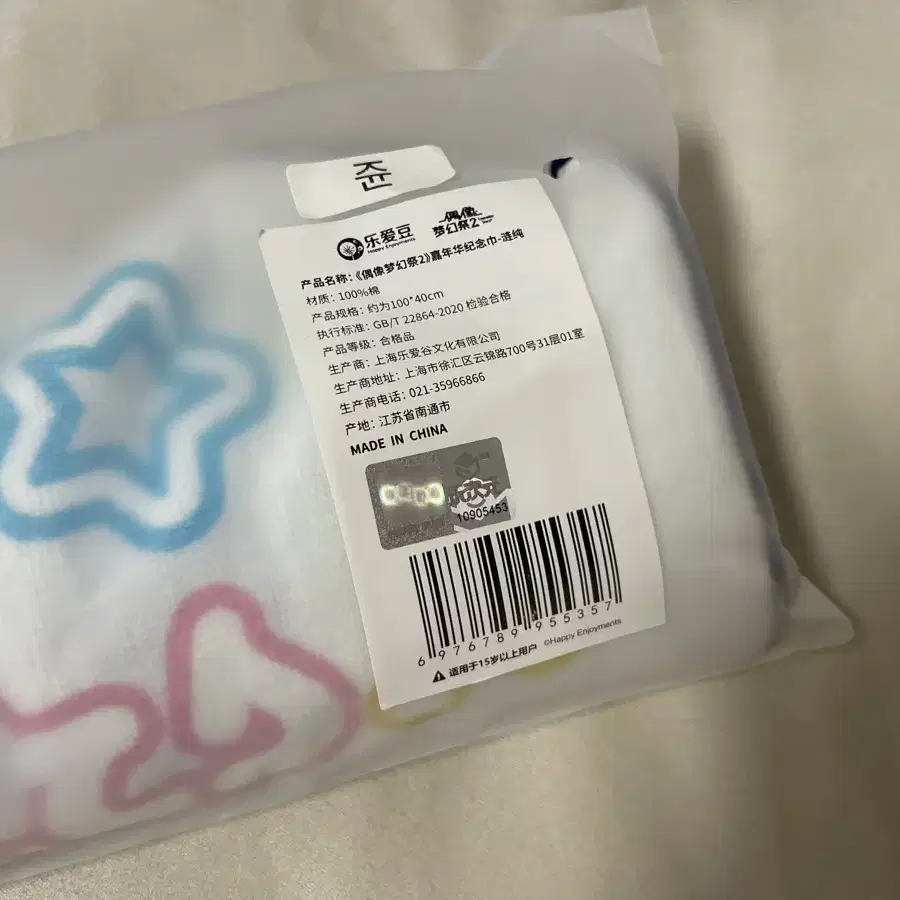 쥰
乐爱豆
Happy Enjoyments
偶像
梦幻祭2
产品名称:《偶像梦幻祭2》嘉年华纪念巾-涟纯
材质: 100%棉
产品规格: 约为100*40cm
执行标准: GB/T 22864-2020 检验合格
产品等级: 合格品
生产商: 上海乐爱谷文化有限公司
生产商地址: 上海市徐汇区云锦路700号31层01室
生产商电话: 021-35966866
产地: 江苏省南通市
MADE IN CHINA
10905453
6 976789 955357
©Happy Enjoyments
适用于15岁以上用户